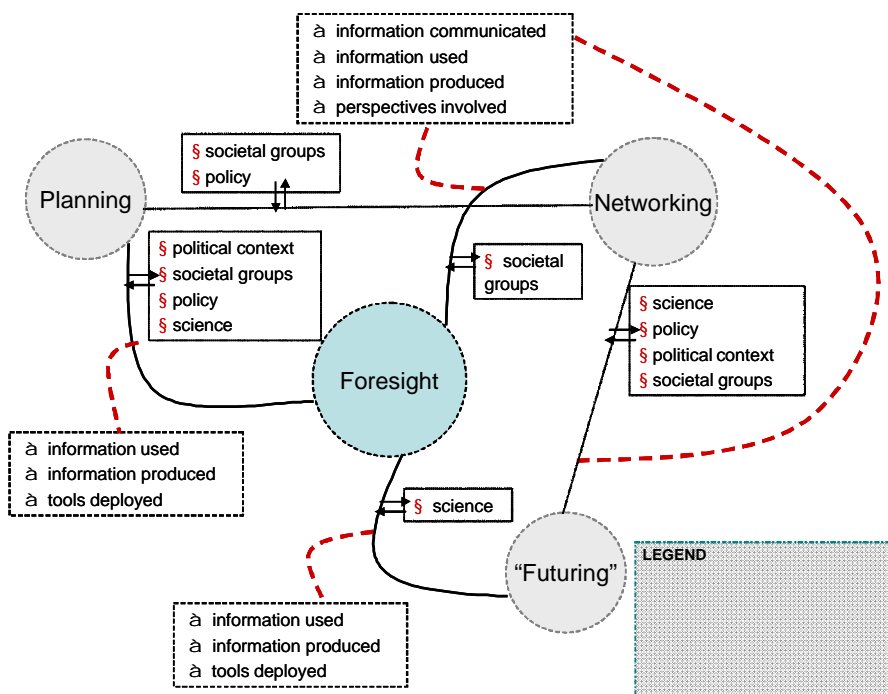 à information communicated
à information used
à information produced
à perspectives involved
§ societal groups
§ policy
Planning
Networking
§ political context
§ societal groups
§ policy
§ science
§ societal
groups
§ science
§ policy
§ political context
§ societal groups
Foresight
à information used
à information produced
à tools deployed
§ science
"Futuring"
LEGEND
à information used
à information produced
à tools deployed